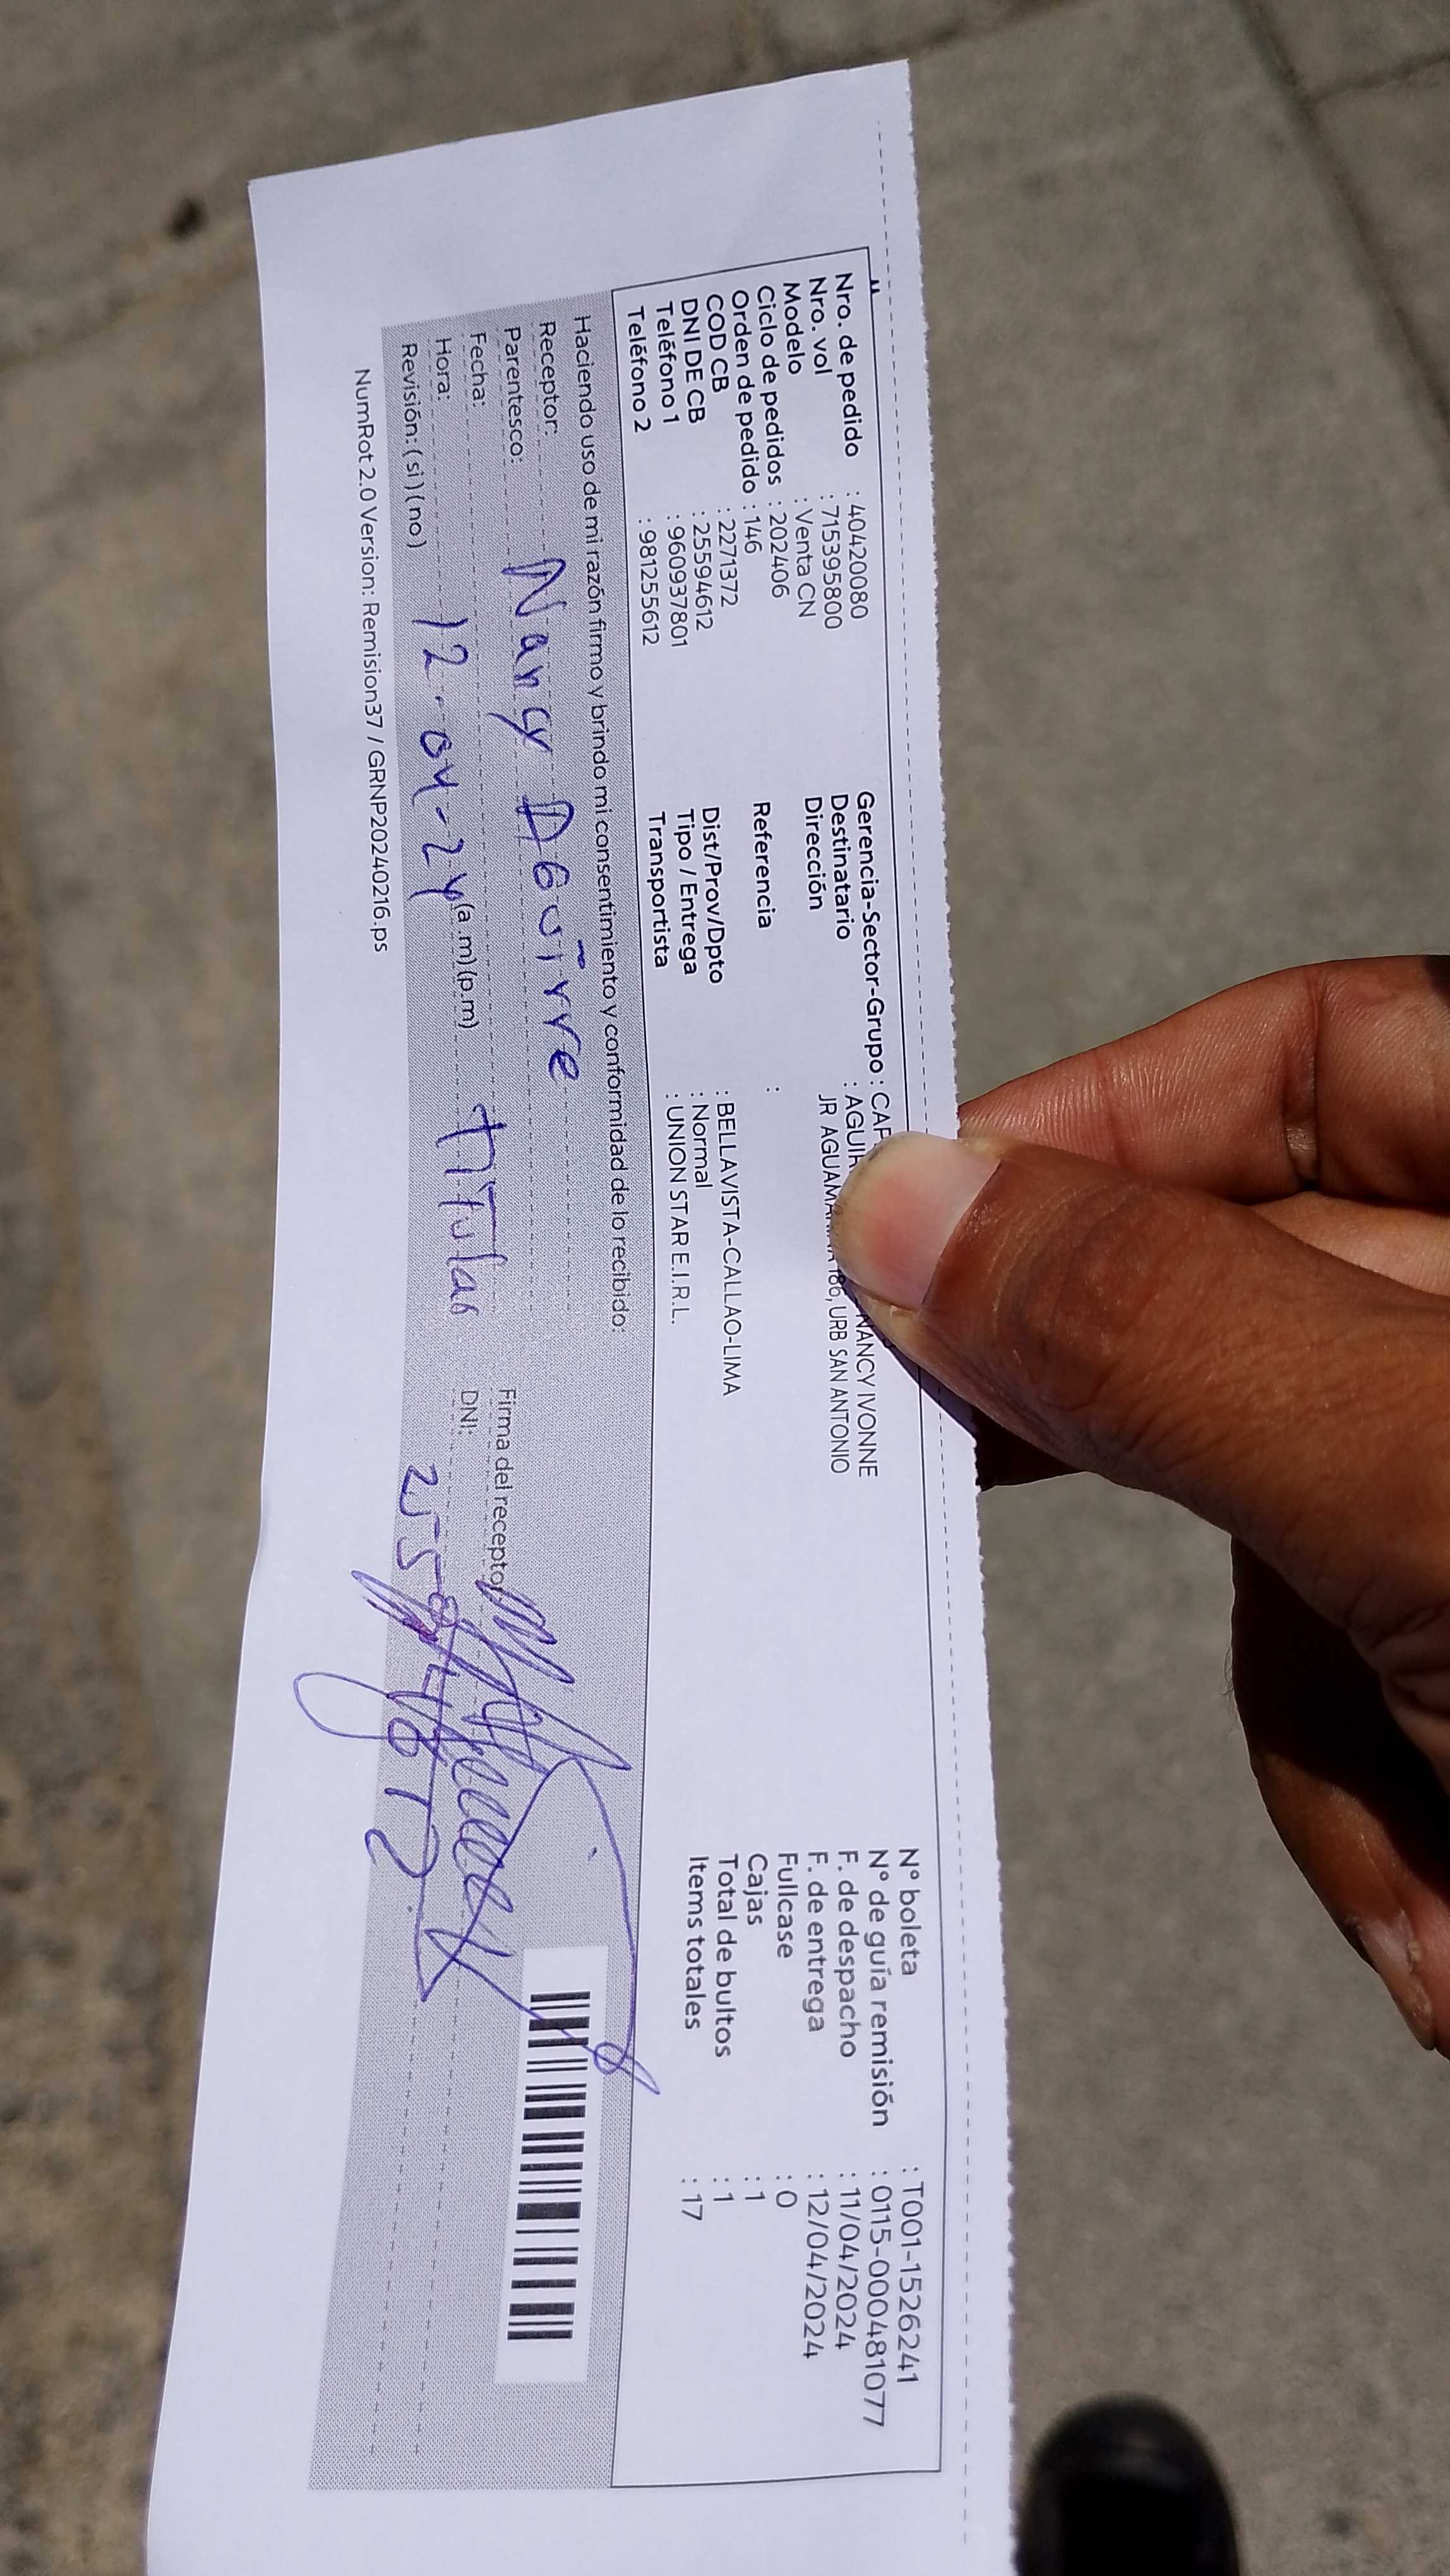 Nro. de pedido : 40420080
Nro. vol : 715395800
Modelo : Venta CN
Ciclo de pedidos : 202406
Orden de pedido : 146
COD CB : 2271372
DNI DE CB : 25594612
Teléfono 1 : 960937801
Teléfono 2 : 981255612
Gerencia-Sector-Grupo :
Destinatario : NANCY IVONNE
Dirección JR 186, URB SAN ANTONIO
Referencia :
Dist/Prov/Dpto : BELLAVISTA-CALLAO-LIMA
Tipo / Entrega : Normal
Transportista : UNION STAR E.I.R.L.
N° boleta : T001-1526241
N° de guía remisión : 0115-000481077
F. de despacho : 11/04/2024
F. de entrega : 12/04/2024
Fullcase : 0
Cajas : 1
Total de bultos : 1
Items totales : 17
Haciendo uso de mi razón firmo y brindo mi consentimiento y conformidad de lo recibido:
Receptor: Nancy
Parentesco: Titular
Fecha:
Hora: 12-04-24 (a.m)(p.m)
Revisión: (si) (no)
Firma del receptor
DNI: 25594612
NumRot 2.0 Version: Remision37 / GRNP20240216.ps